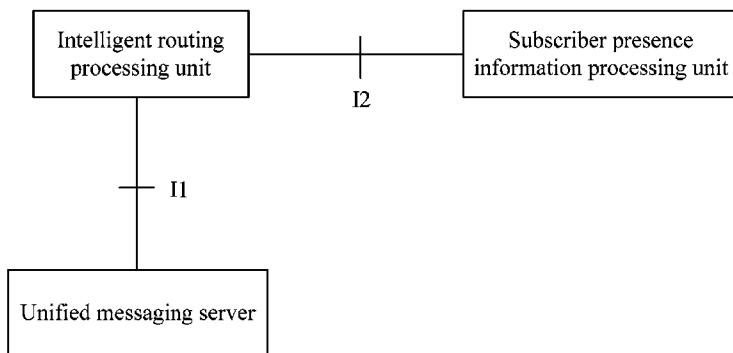 Intelligent routing
processing unit
Subscriber presence
information processing unit
I2
I1
Unified messaging server